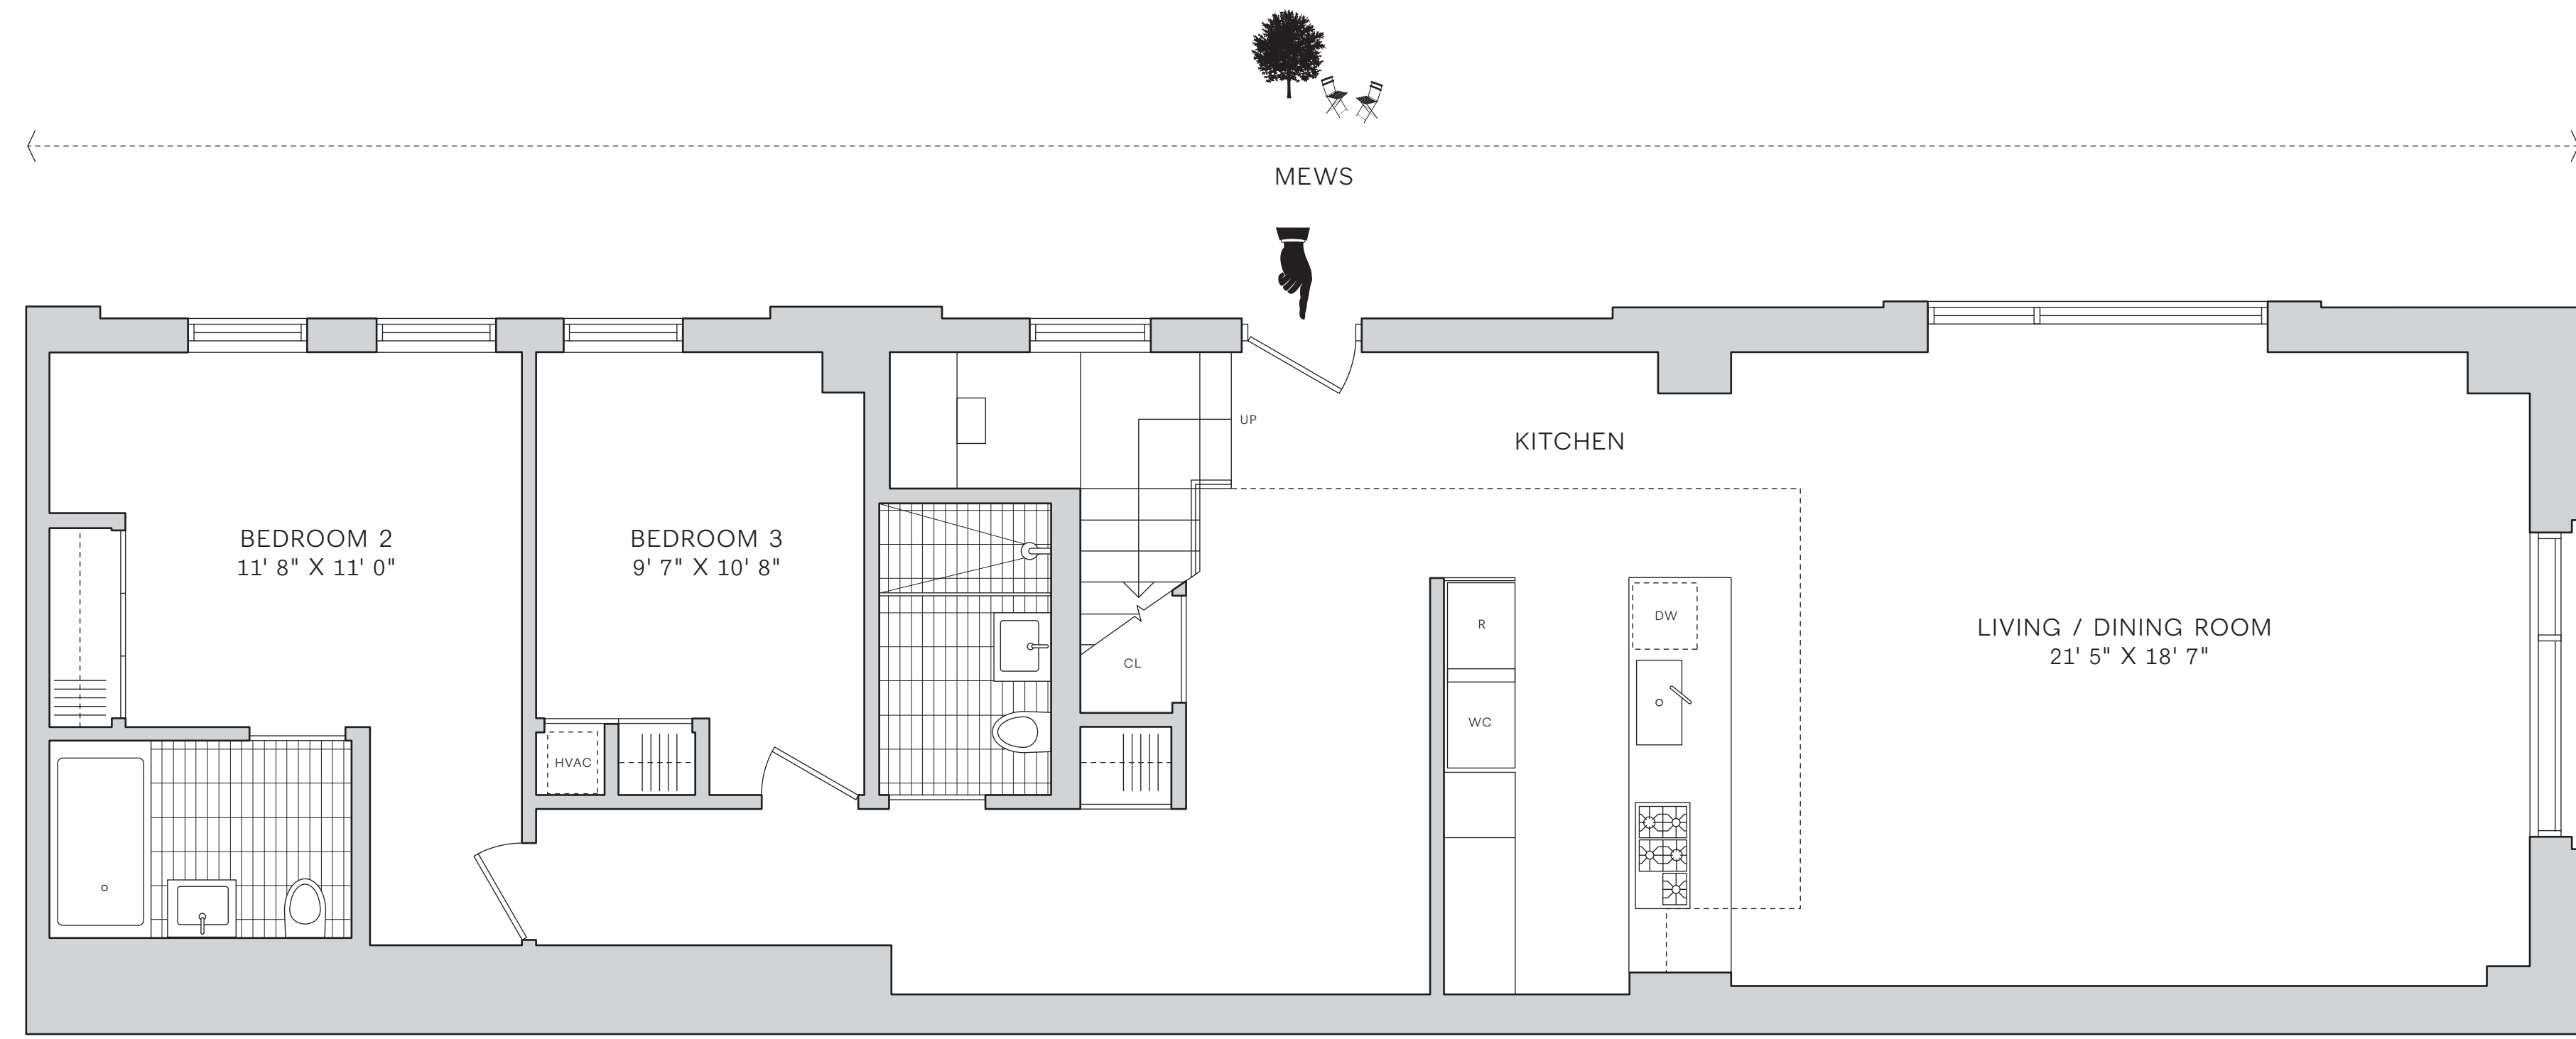 MEWS
UP
KITCHEN
BEDROOM 2
11' 8" X 11' 0"
BEDROOM 3
9' 7" X 10' 8"
R
DW
LIVING / DINING ROOM
21' 5" X 18' 7"
CL
WC
HVAC